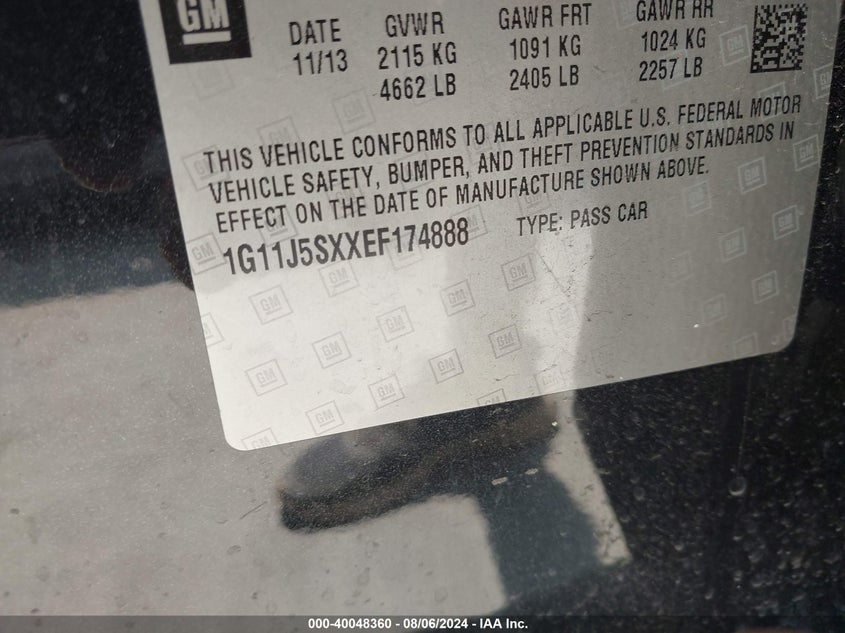 GM
DATE GVWR GAWR FRT GAWR RR
11/13 2115 KG 1091 KG 1024 KG
4662 LB 2405 LB 2257 LB
THIS VEHICLE CONFORMS TO ALL APPLICABLE U.S. FEDERAL MOTOR
VEHICLE SAFETY, BUMPER, AND THEFT PREVENTION STANDARDS IN
EFFECT ON THE DATE OF MANUFACTURE SHOWN ABOVE.
1G11J5SXXEF174888 TYPE: PASS CAR
000-40048360 - 08/06/2024 - IAA Inc.